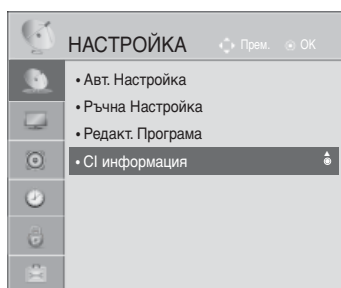 НАСТРОЙКА Прем. OK
• Авт. Настройка
• Ръчна Настройка
• Редакт. Програма
• CI информация